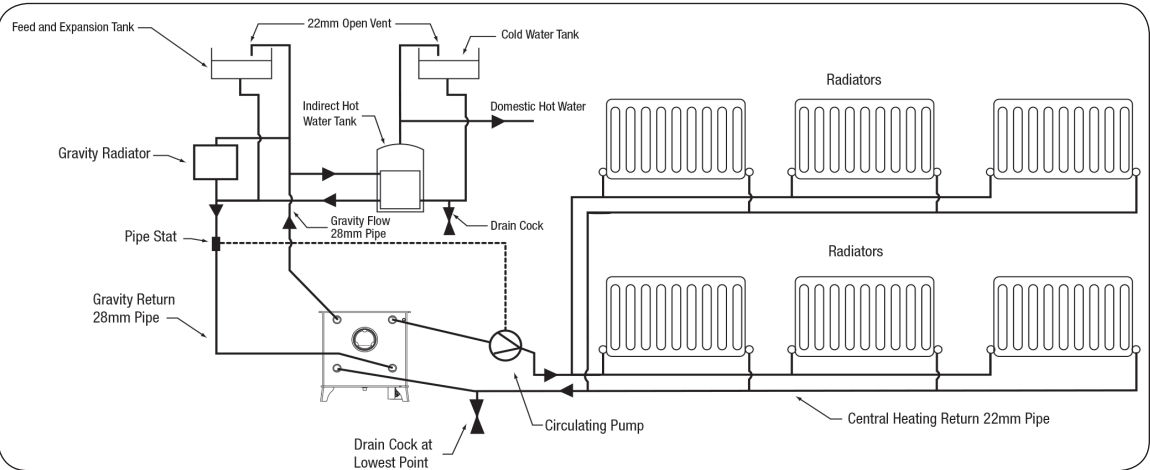 Feed and Expansion Tank
22mm Open Vent
Cold Water Tank
Radiators
Indirect Hot
Water Tank
Domestic Hot Water
Gravity Radiator
Gravity Flow
28mm Pipe
Drain Cock
Pipe Stat
Radiators
Gravity Return
28mm Pipe
Circulating Pump
Central Heating Return 22mm Pipe
Drain Cock at
Lowest Point